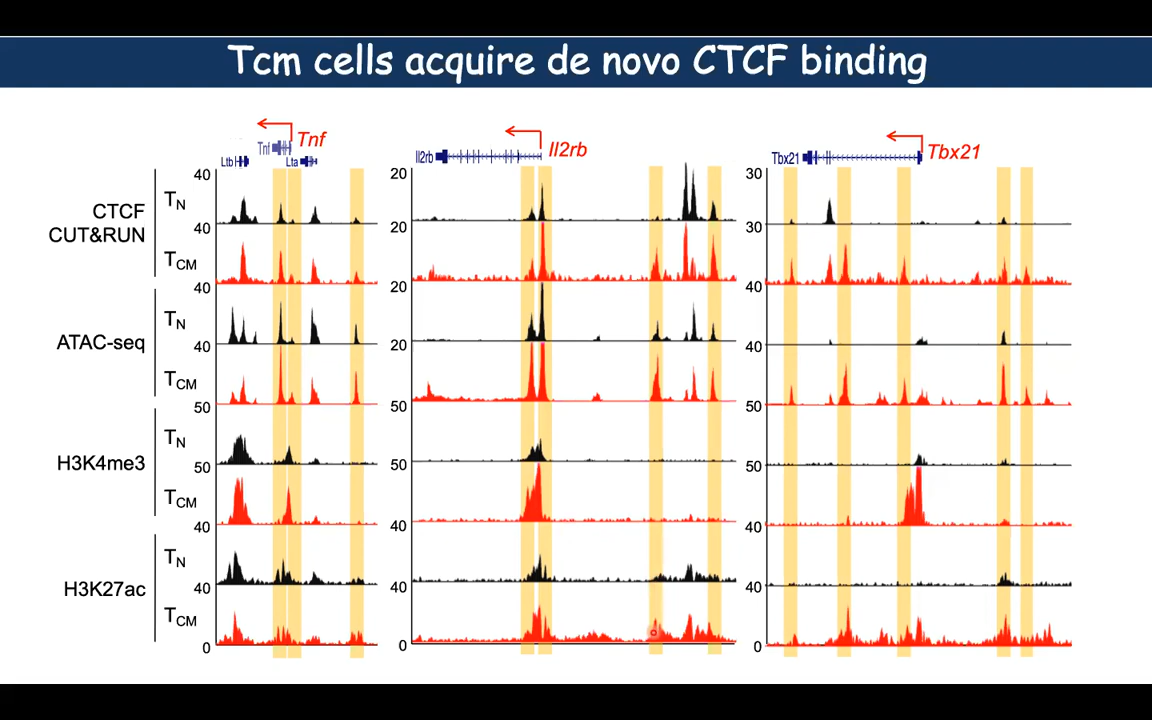 Tcm cells acquire de novo CTCF binding
Tnf
Il2rb
Tbx21
Tnf
Ltb
Lta
Il2rb
Tbx21
CTCF
CUT&RUN
TN
TCM
ATAC-seq
TN
TCM
H3K4me3
TN
TCM
H3K27ac
TN
TCM
40
40
40
40
50
50
40
40
0
20
20
20
20
50
50
40
40
0
30
30
40
40
50
50
40
40
0